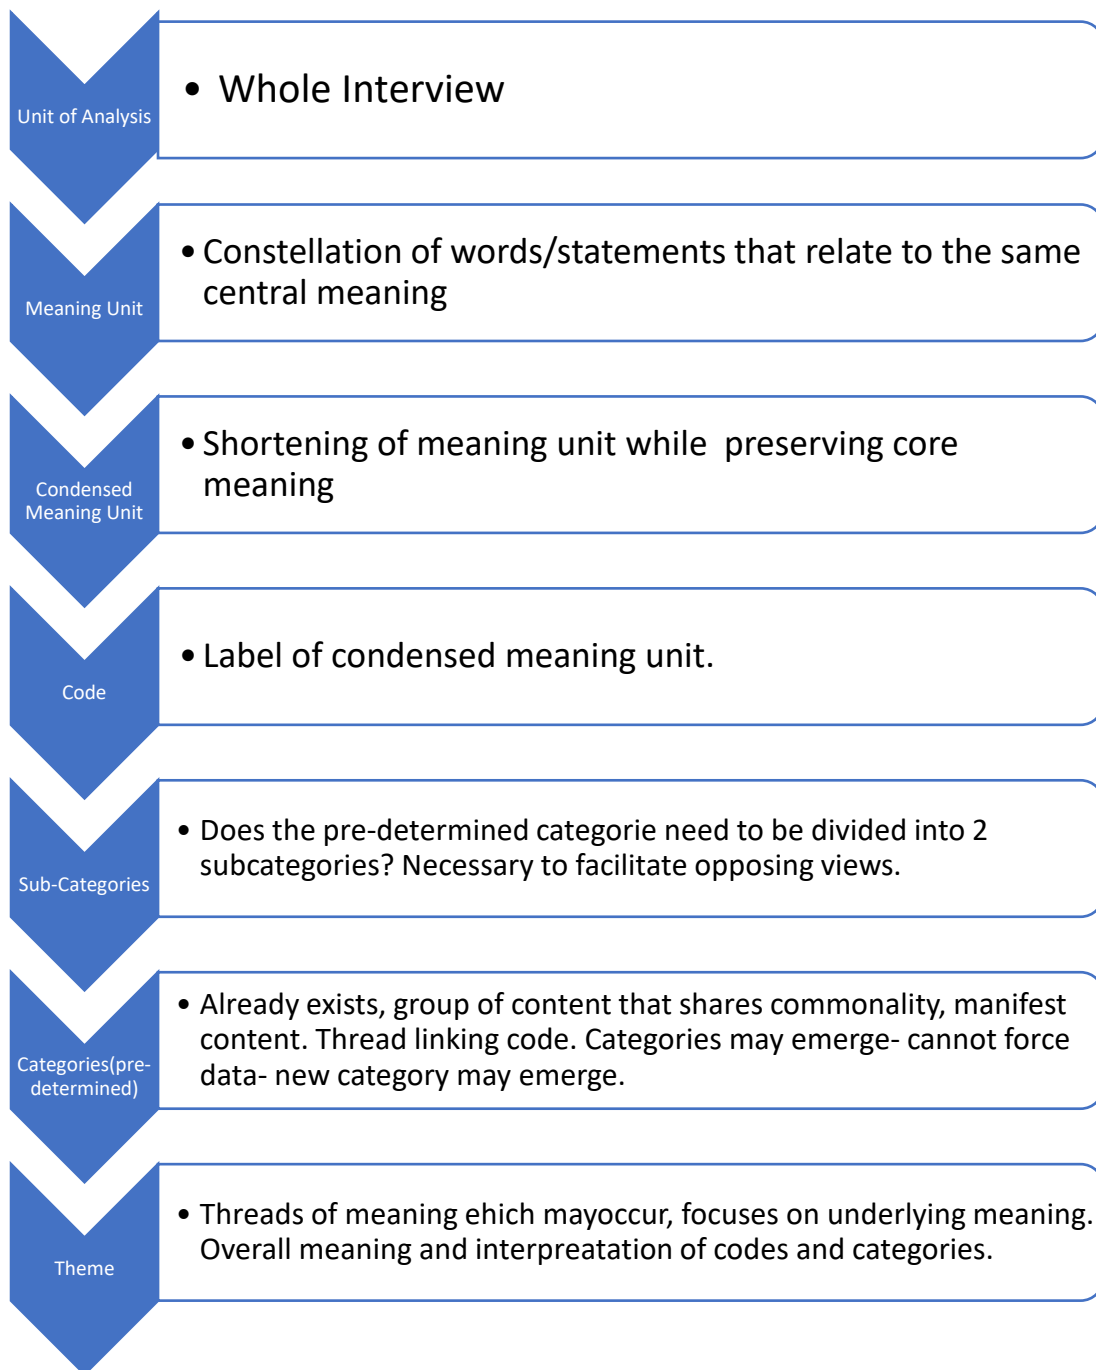 Unit of Analysis
• Whole Interview
Meaning Unit
• Constellation of words/statements that relate to the same
central meaning
Condensed
Meaning Unit
• Shortening of meaning unit while preserving core
meaning
Code
• Label of condensed meaning unit.
Sub-Categories
• Does the pre-determined categorie need to be divided into 2
subcategories? Necessary to facilitate opposing views.
Categories(pre-
determined)
• Already exists, group of content that shares commonality, manifest
content. Thread linking code. Categories may emerge- cannot force
data- new category may emerge.
Theme
• Threads of meaning ehich mayoccur, focuses on underlying meaning.
Overall meaning and interpreatation of codes and categories.